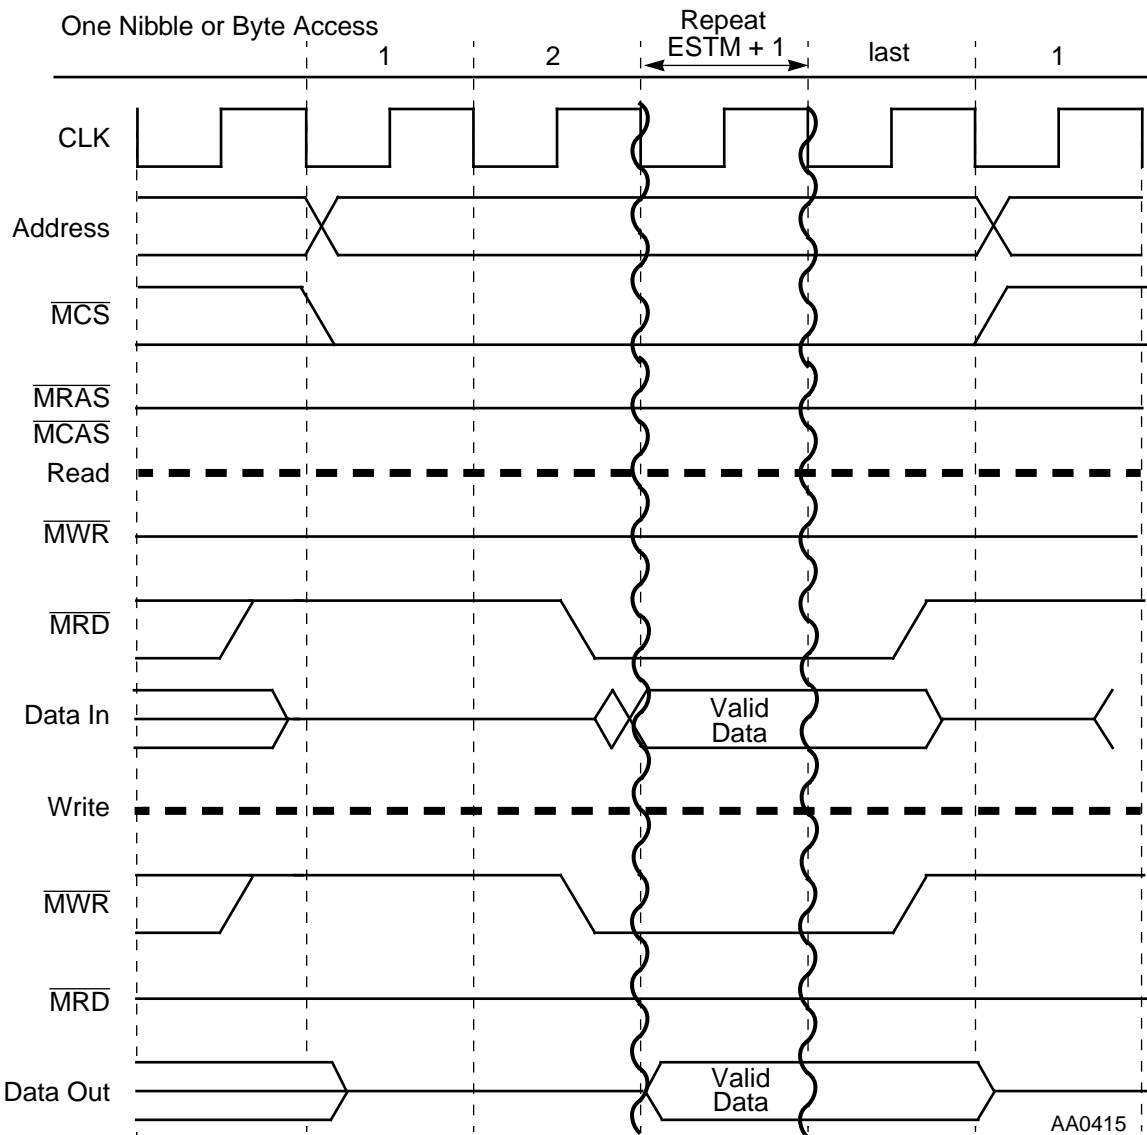 One Nibble or Byte Access
1
2
Repeat
ESTM + 1
last
1
CLK
Address
MCS
MRAS
MCAS
Read
MWR
MRD
Data In
Valid
Data
Write
MWR
MRD
Data Out
Valid
Data
AA0415